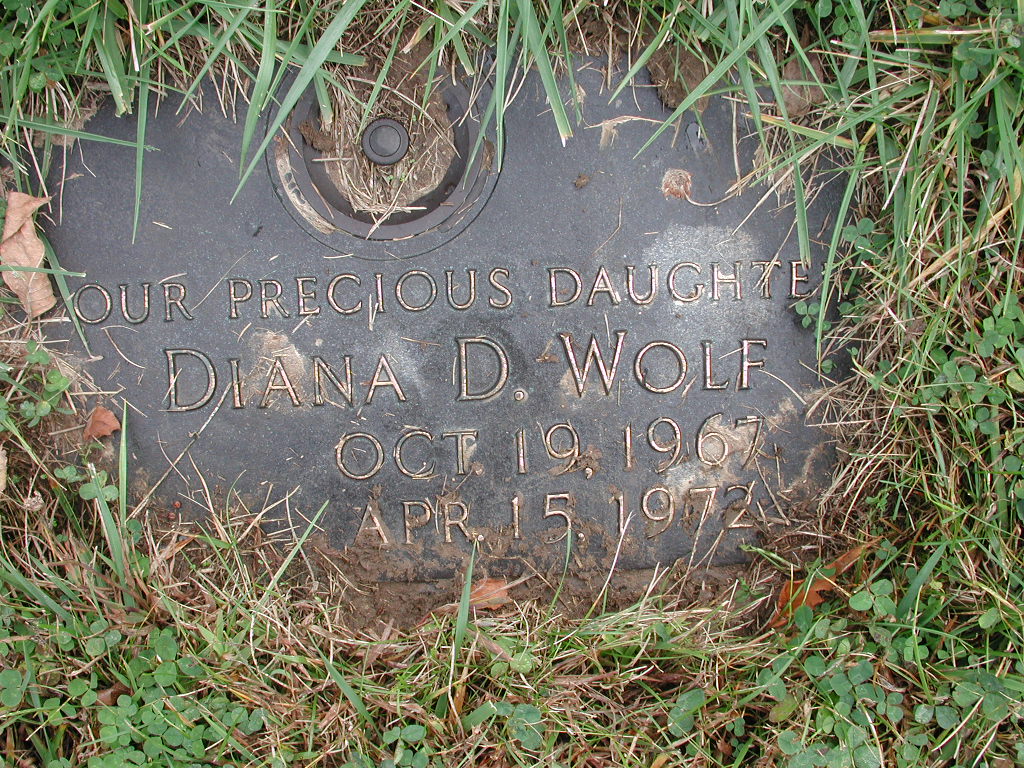 OUR PRECIOUS DAUGHTER
DIANA D. WOLF
OCT 19, 1967
APR. 15, 1972